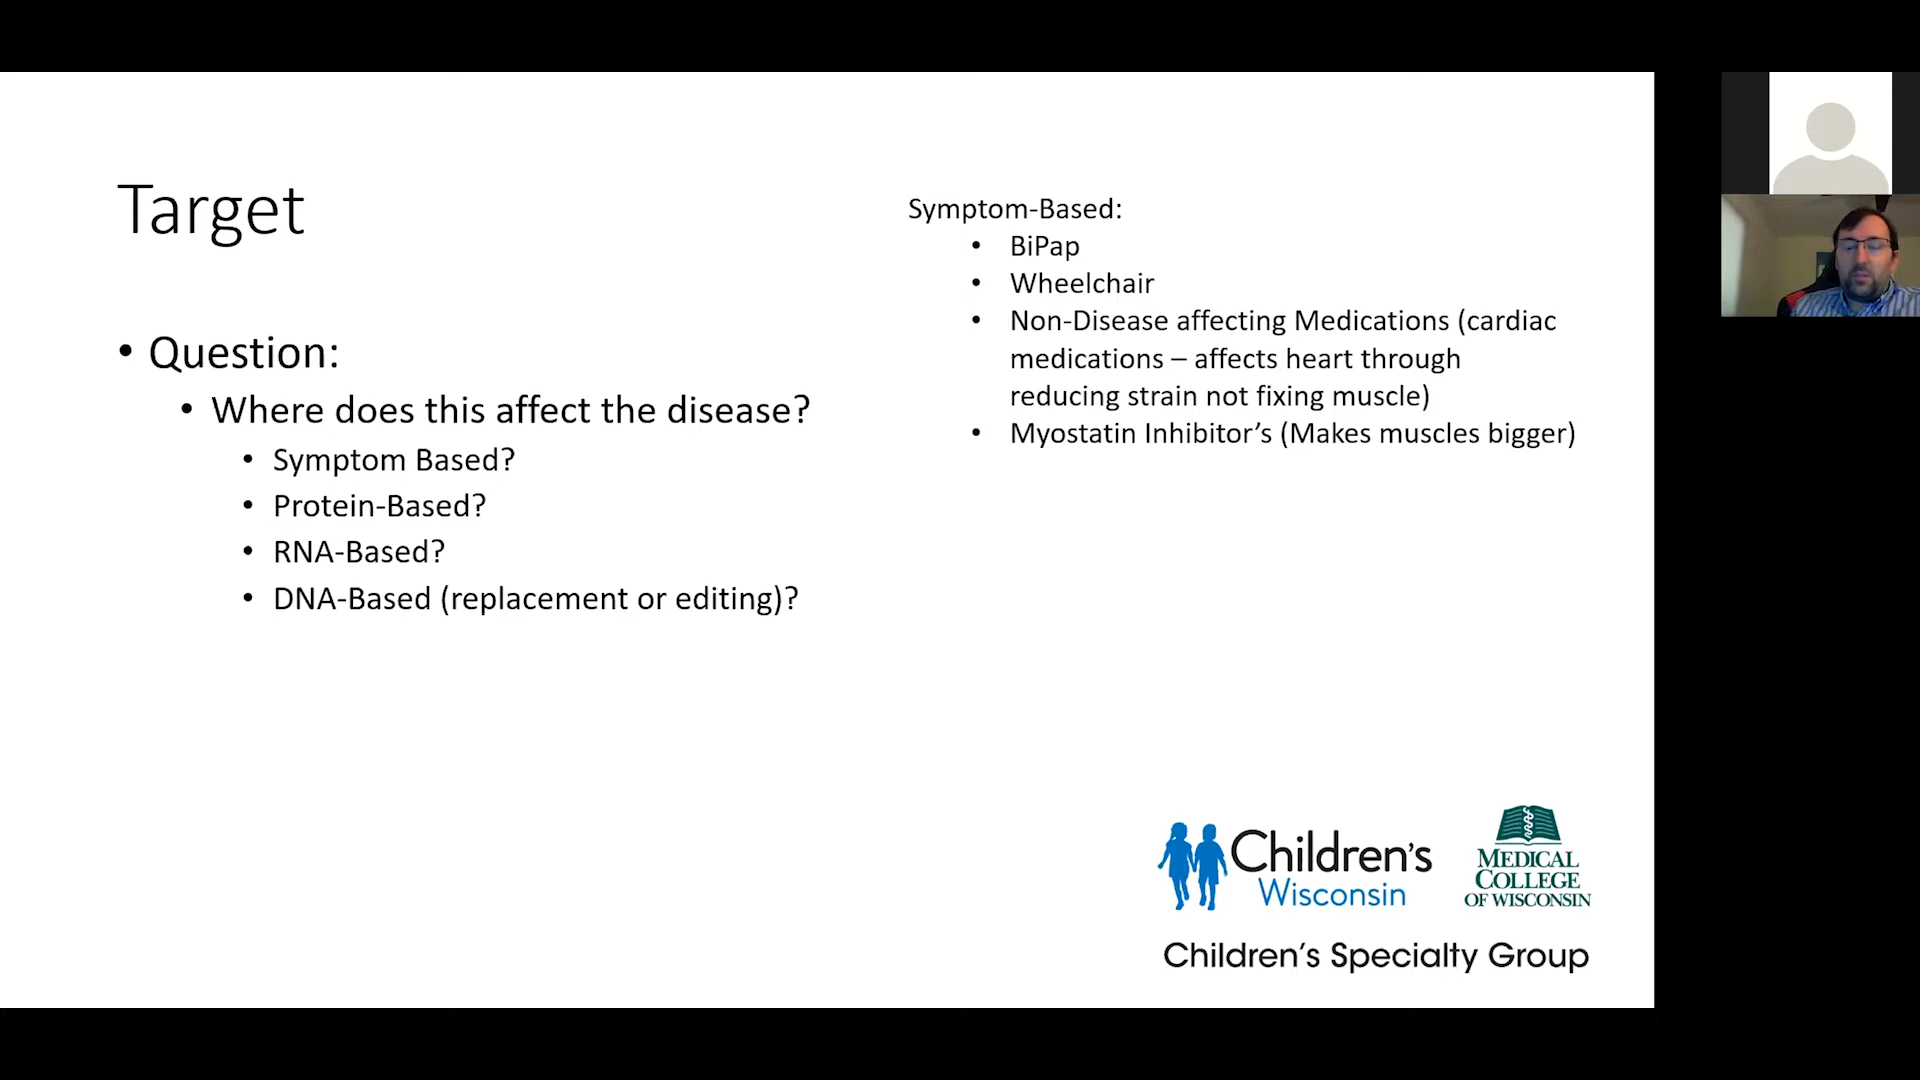 Target
• Question:
• Where does this affect the disease?
• Symptom Based?
• Protein-Based?
• RNA-Based?
• DNA-Based (replacement or editing)?
Symptom-Based:
• BiPap
• Wheelchair
• Non-Disease affecting Medications (cardiac
medications – affects heart through
reducing strain not fixing muscle)
• Myostatin Inhibitor’s (Makes muscles bigger)
Children's
Wisconsin
MEDICAL
COLLEGE
OF WISCONSIN
Children's Specialty Group